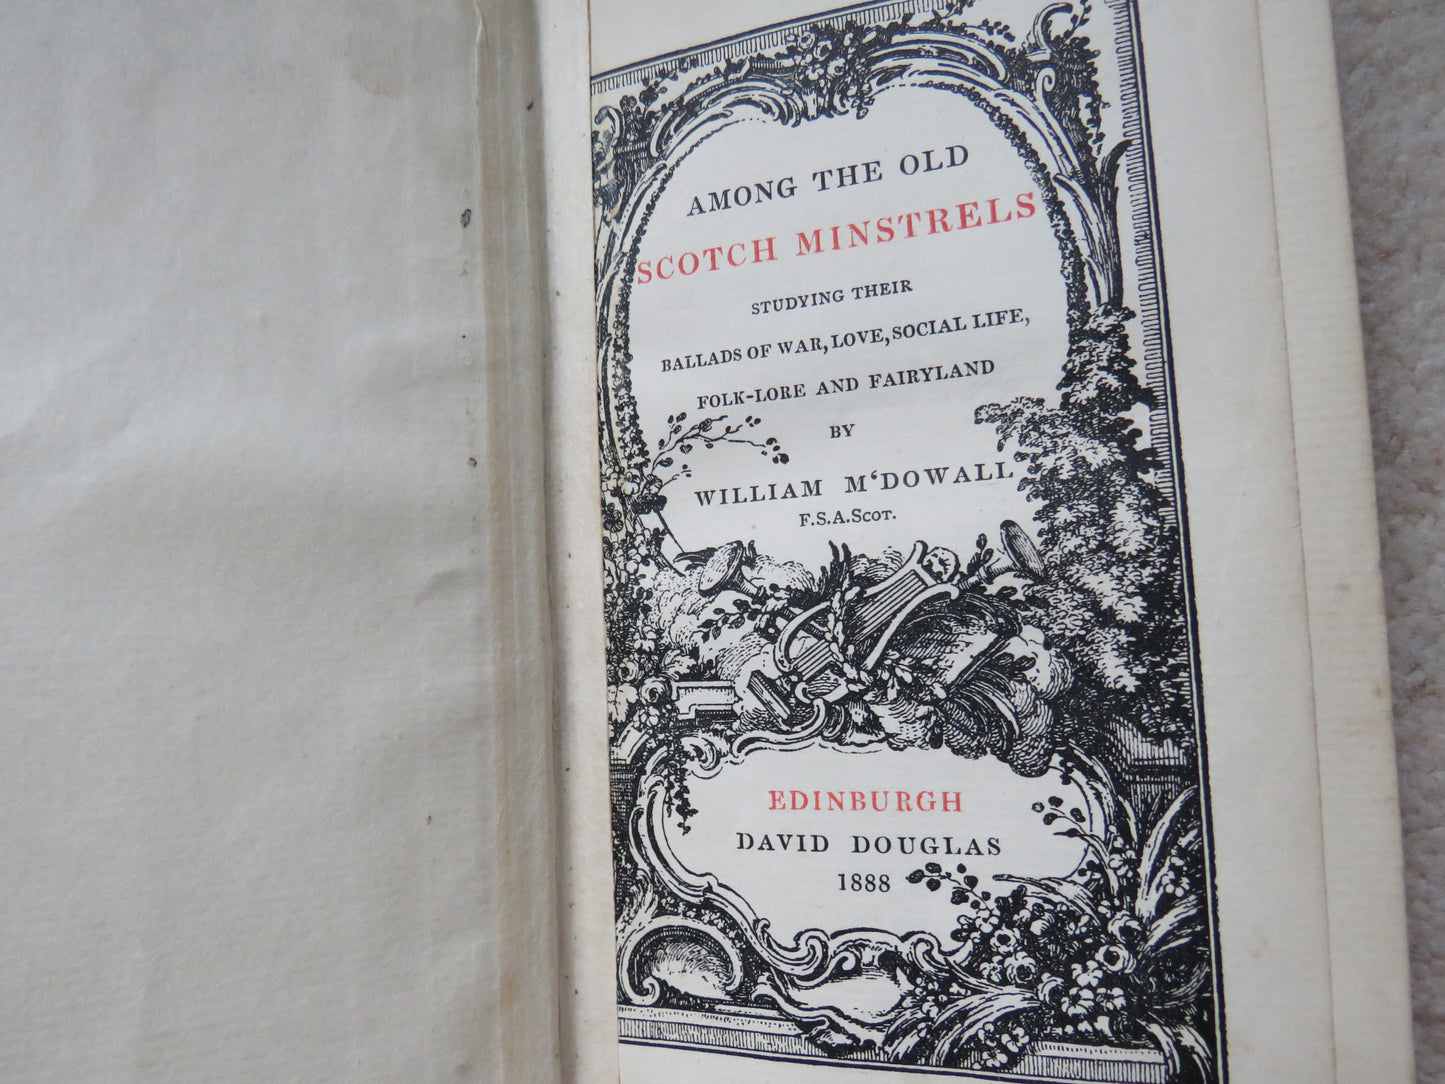 AMONG THE OLD
SCOTCH MINSTRELS
STUDYING THEIR
BALLADS OF WAR, LOVE, SOCIAL LIFE,
FOLK-LORE AND FAIRYLAND
BY
WILLIAM M‘DOWALL
F.S.A.SCOT.
EDINBURGH
DAVID DOUGLAS
1888